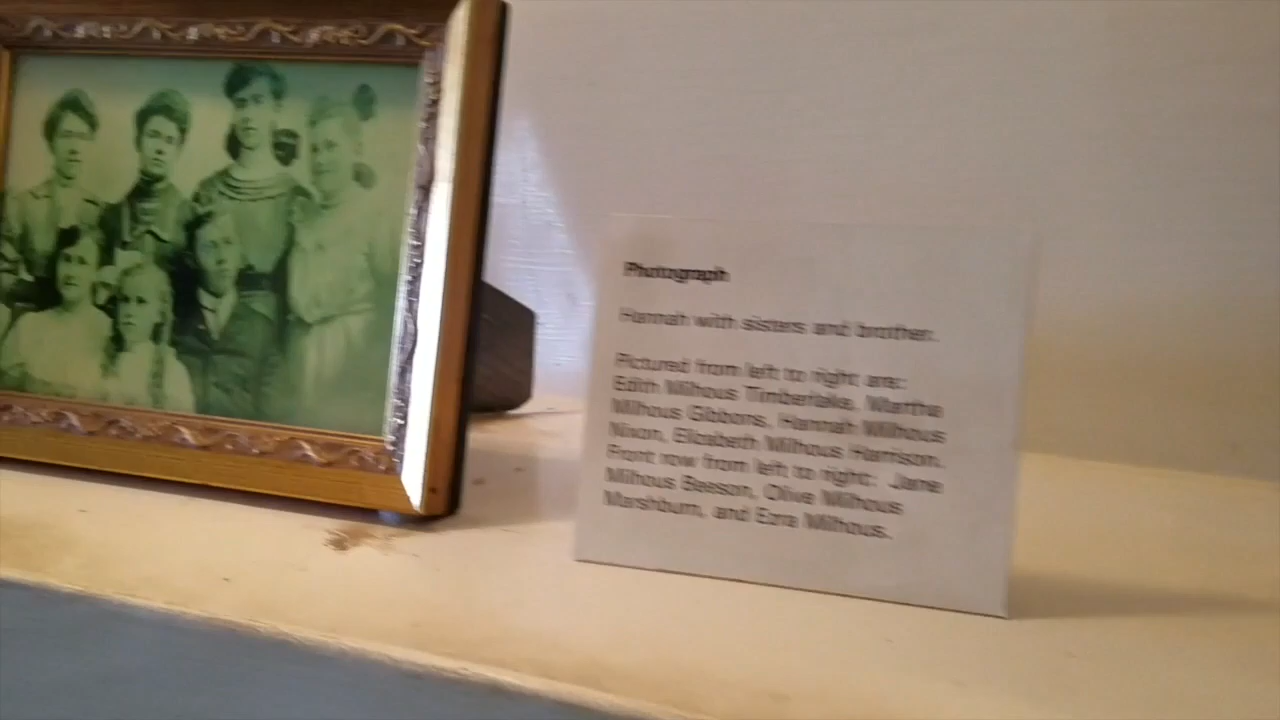 Photograph
Hannah with sisters and brother.
Pictured from left to right are:
Edith Milhous Timberlake, Martha
Milhous Gibbons, Hannah Milhous
Nixon, Elizabeth Milhous Harrison.
Front row from left to right: Jane
Milhous Beeson, Olive Milhous
Marshburn, and Ezra Milhous.